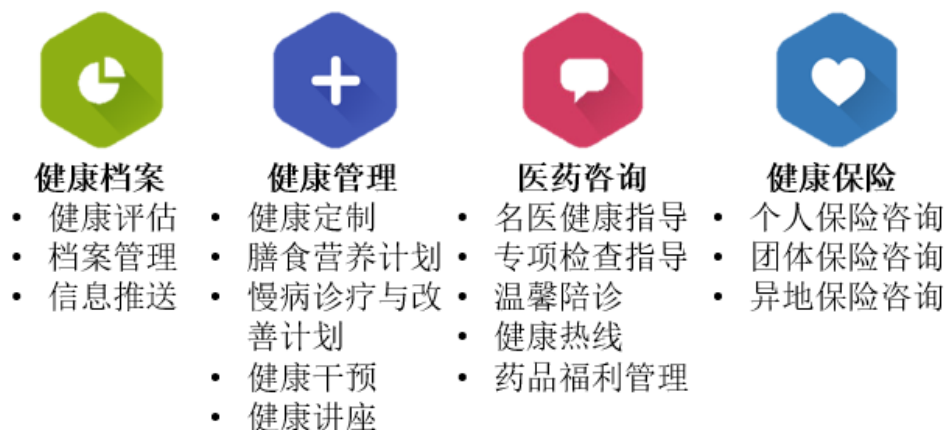 健康档案
• 健康评估
• 档案管理
• 信息推送
健康管理
• 健康定制
• 膳食营养计划
• 慢病诊疗与改
善计划
• 健康干预
• 健康讲座
医药咨询
• 名医健康指导
• 专项检查指导
• 温馨陪诊
• 健康热线
• 药品福利管理
健康保险
• 个人保险咨询
• 团体保险咨询
• 异地保险咨询